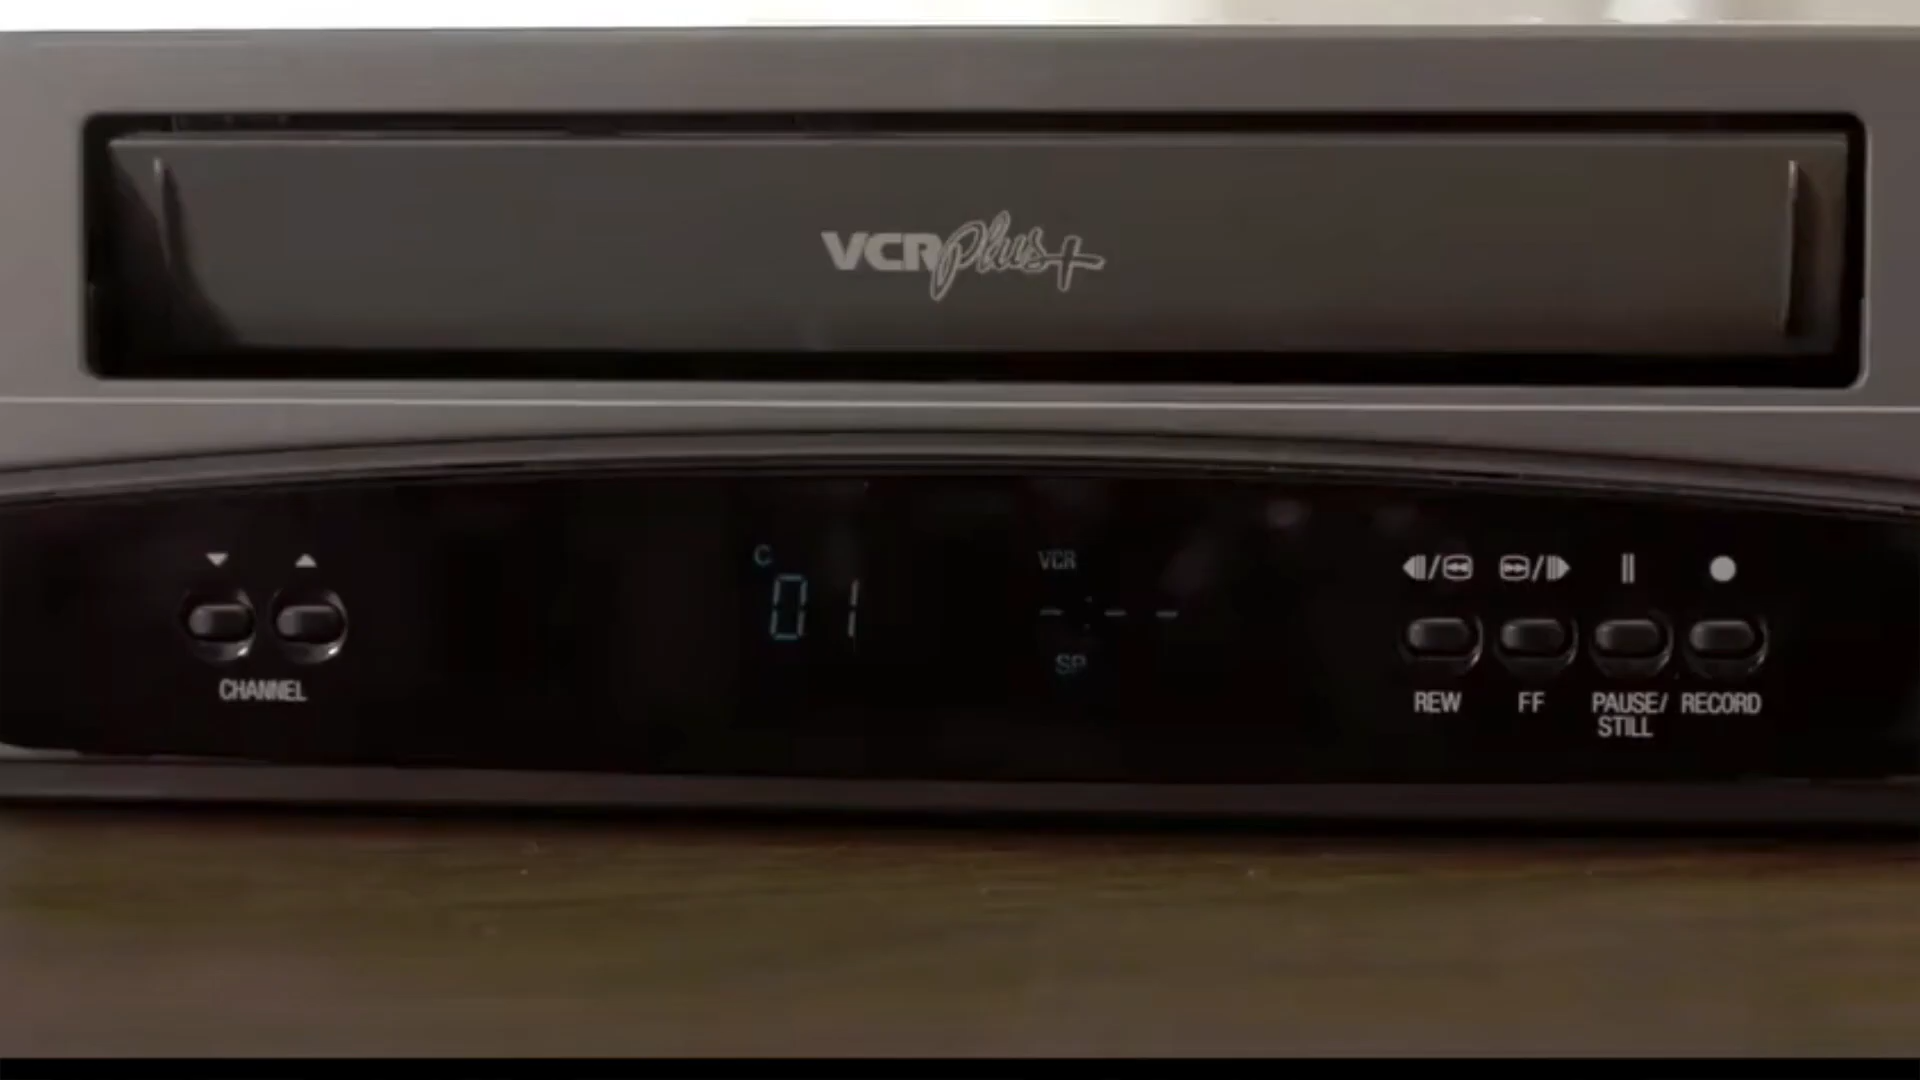 VCR Plus+
C
01
VCR
- : - -
SP
CHANNEL
REW
FF
PAUSE/
STILL
RECORD